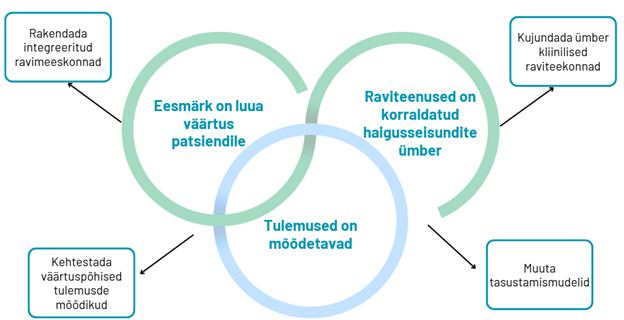 Rakendada
integreeritud
ravimeeskonnad
Kujundada ümber
kliinilised
raviteekonnad
Eesmärk on luua
väärtus
patsiendile
Raviteenused on
korraldatud
haigusseisundite
ümber
Tulemused on
mõõdetavad
Kehtestada
väärtuspõhised
tulemusde
mõõdikud
Muuta
tasustamismudelid